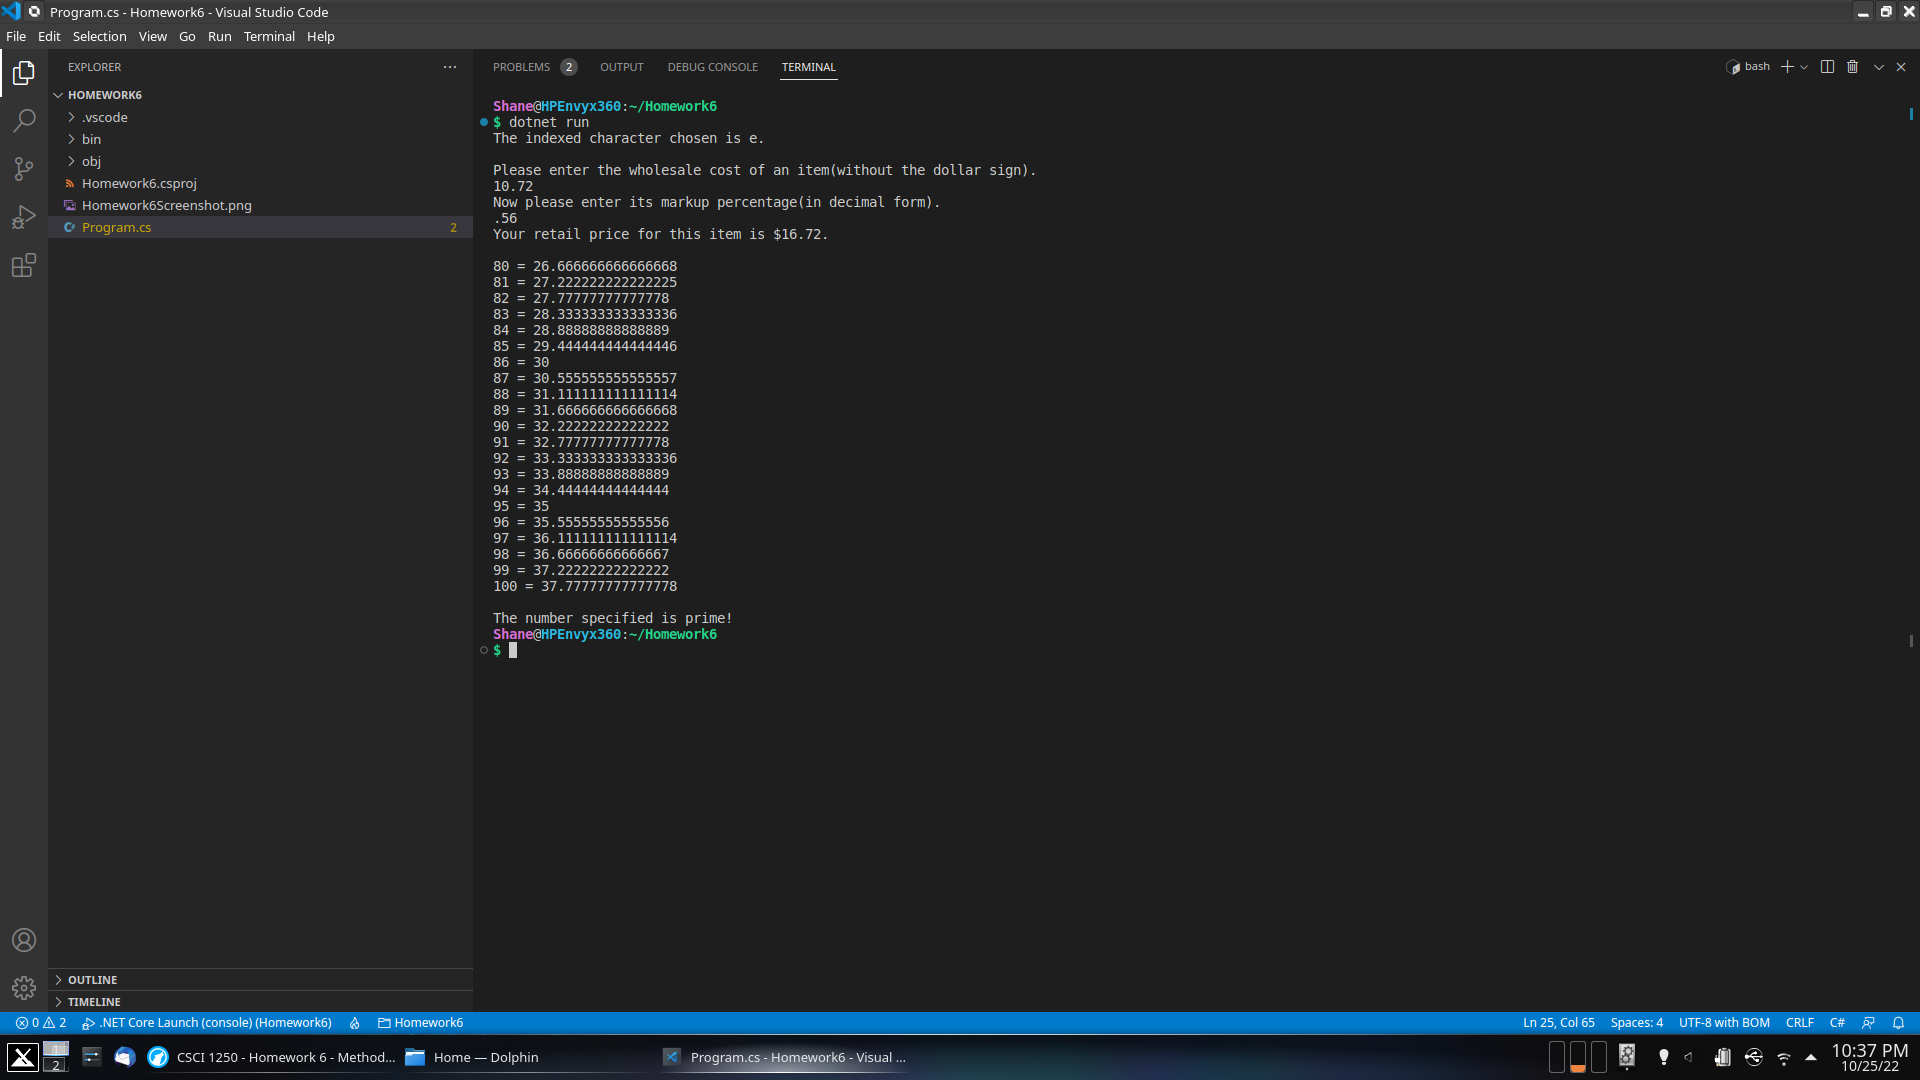 Program.cs - Homework6 - Visual Studio Code
File Edit Selection View Go Run Terminal Help
EXPLORER
HOMEWORK6
.vscode
bin
obj
Homework6.csproj
Homework6Screenshot.png
Program.cs 2
OUTLINE
TIMELINE
PROBLEMS 2 OUTPUT DEBUG CONSOLE TERMINAL
bash
Shane@HPEnvyx360:~/Homework6
$ dotnet run
The indexed character chosen is e.
Please enter the wholesale cost of an item(without the dollar sign).
10.72
Now please enter its markup percentage(in decimal form).
.56
Your retail price for this item is $16.72.
80 = 26.666666666666668
81 = 27.222222222222225
82 = 27.77777777777778
83 = 28.333333333333336
84 = 28.88888888888889
85 = 29.444444444444446
86 = 30
87 = 30.555555555555557
88 = 31.111111111111114
89 = 31.666666666666668
90 = 32.22222222222222
91 = 32.77777777777778
92 = 33.333333333333336
93 = 33.88888888888889
94 = 34.44444444444444
95 = 35
96 = 35.55555555555556
97 = 36.111111111111114
98 = 36.66666666666667
99 = 37.22222222222222
100 = 37.77777777777778
The number specified is prime!
Shane@HPEnvyx360:~/Homework6
$
0 2 .NET Core Launch (console) (Homework6) Homework6
Ln 25, Col 65 Spaces: 4 UTF-8 with BOM CRLF C#
1
2
CSCI 1250 - Homework 6 - Method... Home — Dolphin Program.cs - Homework6 - Visual ...
10:37 PM
10/25/22